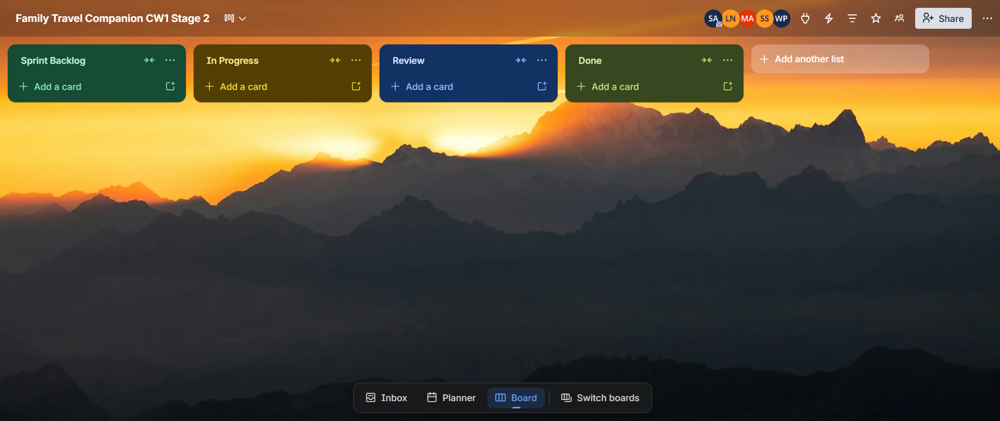 Family Travel Companion CW1 Stage 2
SA LN MA SS WP
Share
Sprint Backlog
Add a card
In Progress
Add a card
Review
Add a card
Done
Add a card
Add another list
Inbox
Planner
Board
Switch boards